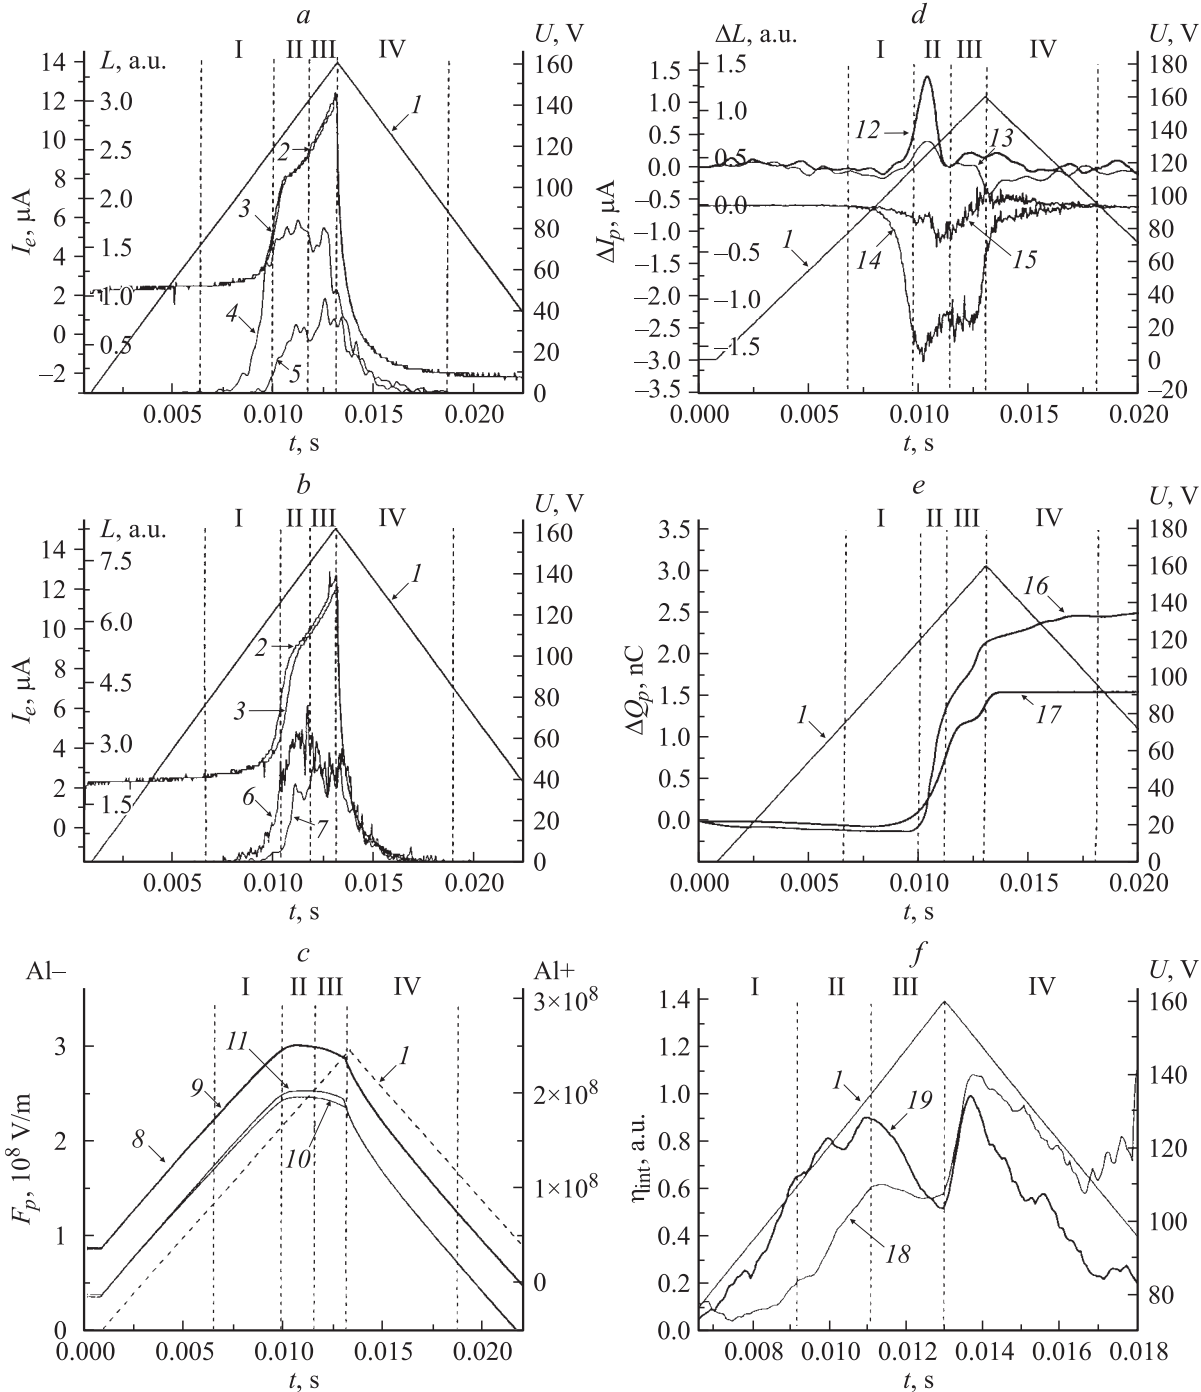 a
L, a.u. I II III IV U, V
14 12 10 8 6 4 2 0 –2
3.0 2.5 2.0 1.5 1.0 0.5
160 140 120 100 80 60 40 20 0
I_e, μA
1 2 3 4 5
0.005 0.010 0.015 0.020
t, s
d
ΔL, a.u. I II III IV U, V
1.5 1.0 0.5 0.0 –0.5 –1.0 –1.5 –2.0 –2.5 –3.0 –3.5
1.5 1.0 0.5 0.0 –0.5 –1.0 –1.5
180 160 140 120 100 80 60 40 20 0 –20
ΔI_p, μA
12 13 1 14 15
0.000 0.005 0.010 0.015 0.020
t, s
b
L, a.u. I II III IV U, V
14 12 10 8 6 4 2 0
7.5 6.0 4.5 3.0 1.5
160 140 120 100 80 60 40 20 0
I_e, μA
1 2 3 6 7
0.005 0.010 0.015 0.020
t, s
e
I II III IV U, V
3.5 3.0 2.5 2.0 1.5 1.0 0.5 0.0
180 160 140 120 100 80 60 40 20 0
ΔQ_p, nC
16 1 17
0.000 0.005 0.010 0.015 0.020
t, s
c
Al– I II III IV Al+
3 2 1 0
3×10⁸ 2×10⁸ 1×10⁸ 0
F_p, 10⁸ V/m
11 1 9 8 10
0.000 0.005 0.010 0.015 0.020
t, s
f
I II III IV U, V
1.4 1.2 1.0 0.8 0.6 0.4 0.2 0.0
160 140 120 100 80
η_int, a.u.
1 19 18
0.008 0.010 0.012 0.014 0.016 0.018
t, s